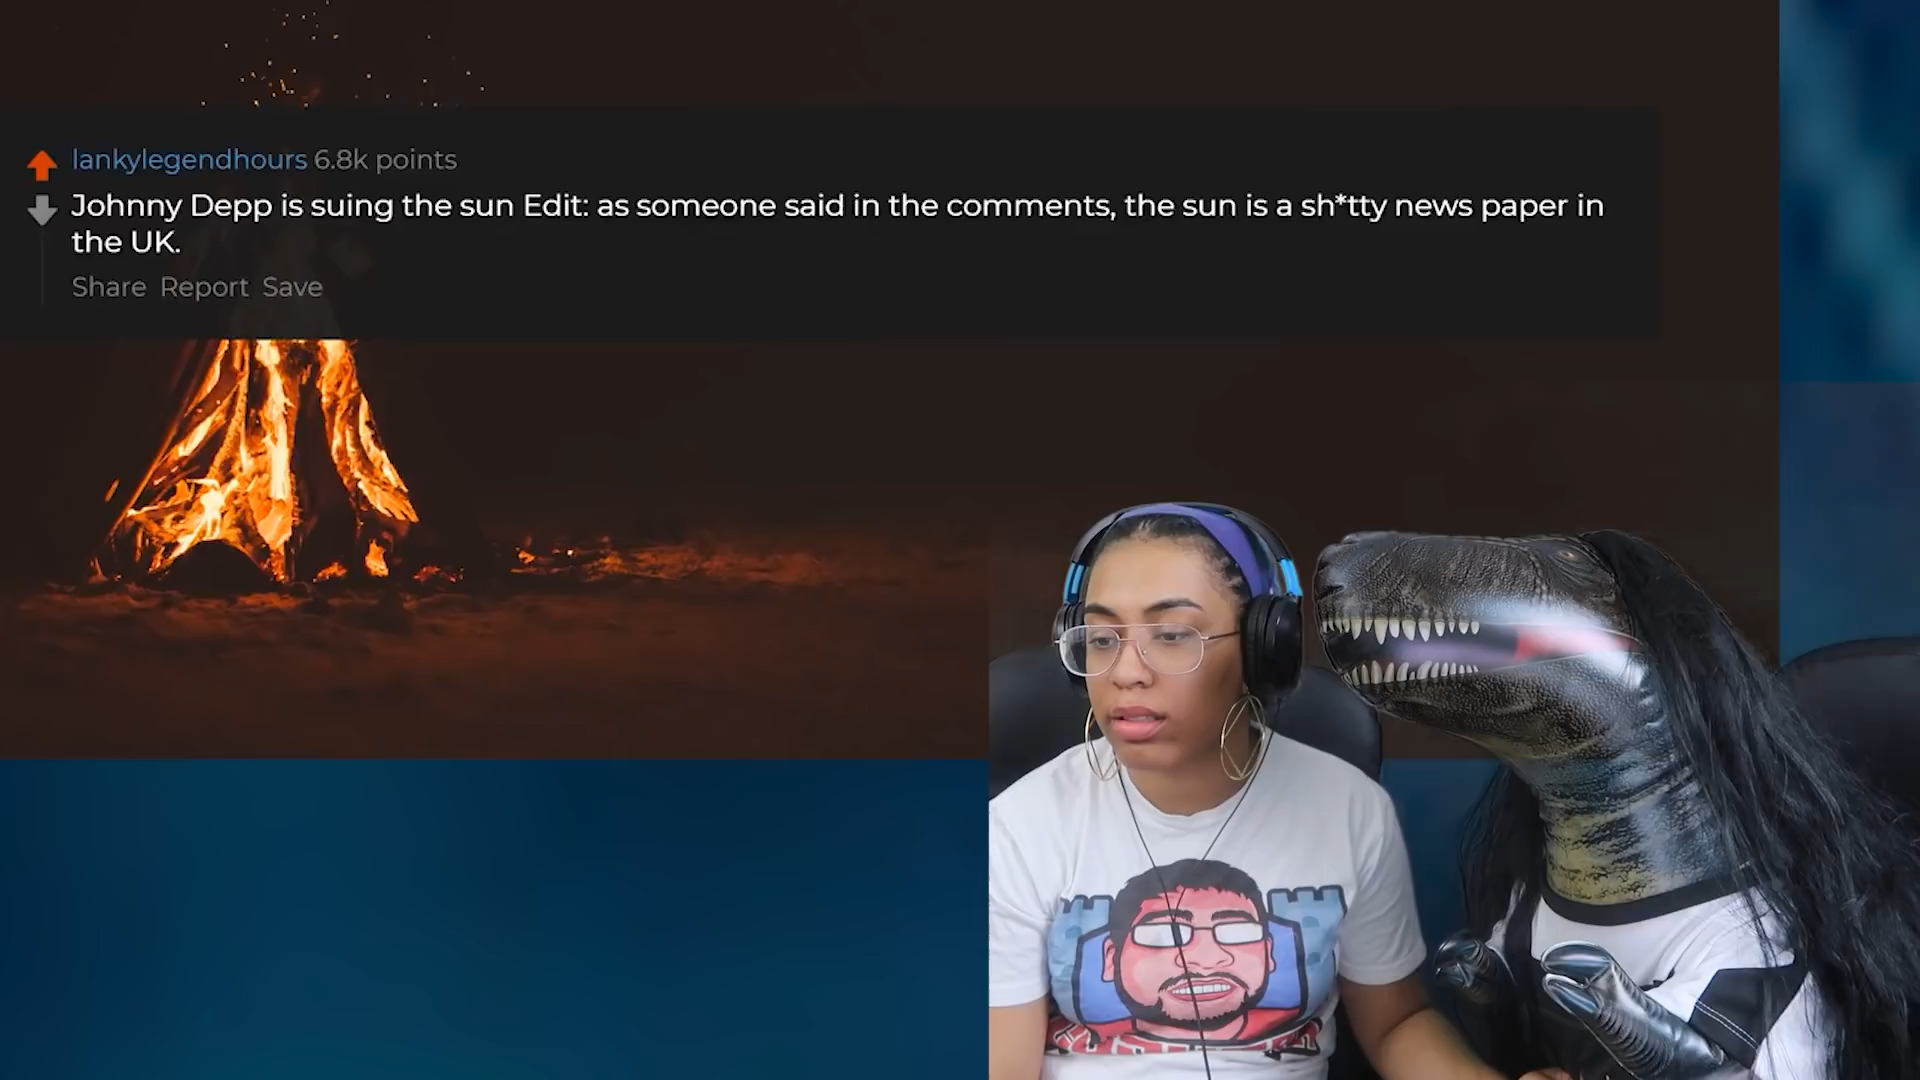 lankylegendhours 6.8k points
Johnny Depp is suing the sun Edit: as someone said in the comments, the sun is a sh*tty news paper in
the UK.
Share Report Save